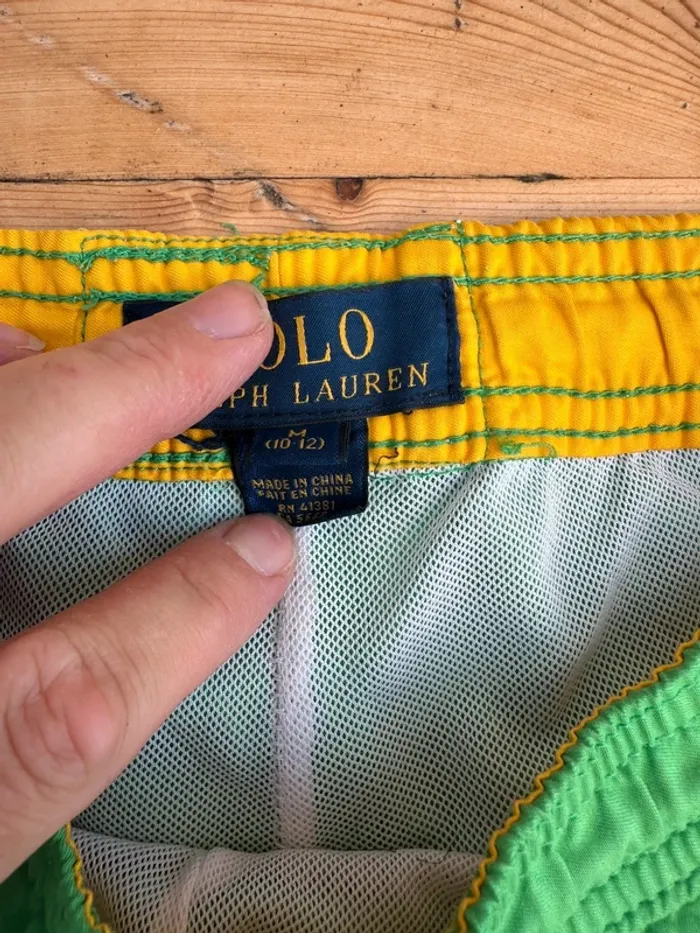 OLO
PH LAUREN
M
(10-12)
MADE IN CHINA
FAIT EN CHINE
RN 41381